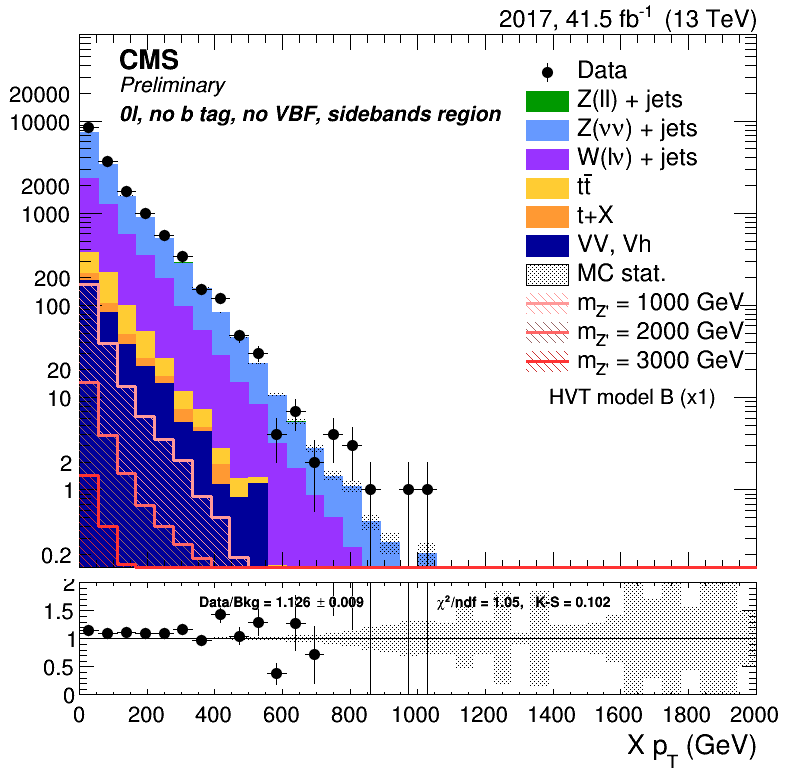 2017, 41.5 fb⁻¹ (13 TeV)
CMS
Preliminary
0l, no b tag, no VBF, sidebands region
Data
Z(ll) + jets
Z(νν) + jets
W(lν) + jets
tt̄
t+X
VV, Vh
MC stat.
m_Z' = 1000 GeV
m_Z' = 2000 GeV
m_Z' = 3000 GeV
HVT model B (x1)
20000
10000
2000
1000
200
100
20
10
2
1
0.2
Data/Bkg = 1.126 ± 0.009
χ²/ndf = 1.05, K-S = 0.102
2
1.5
1
0.5
0
0 200 400 600 800 1000 1200 1400 1600 1800 2000
X p_T (GeV)